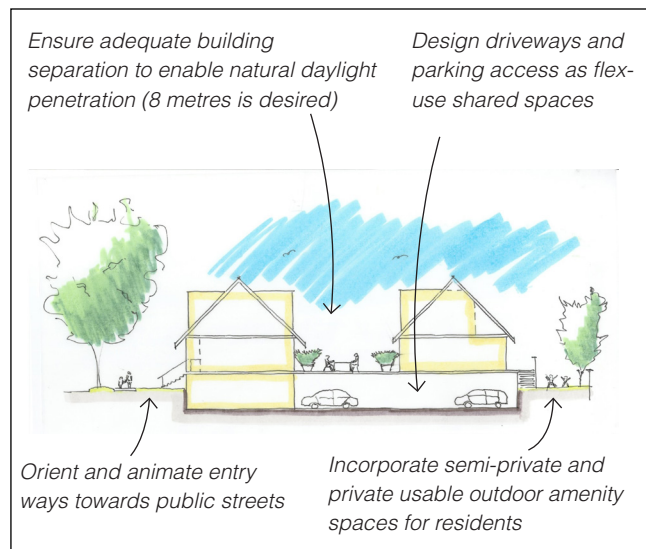 Ensure adequate building
separation to enable natural daylight
penetration (8 metres is desired)
Design driveways and
parking access as flex-
use shared spaces
Orient and animate entry
ways towards public streets
Incorporate semi-private and
private usable outdoor amenity
spaces for residents